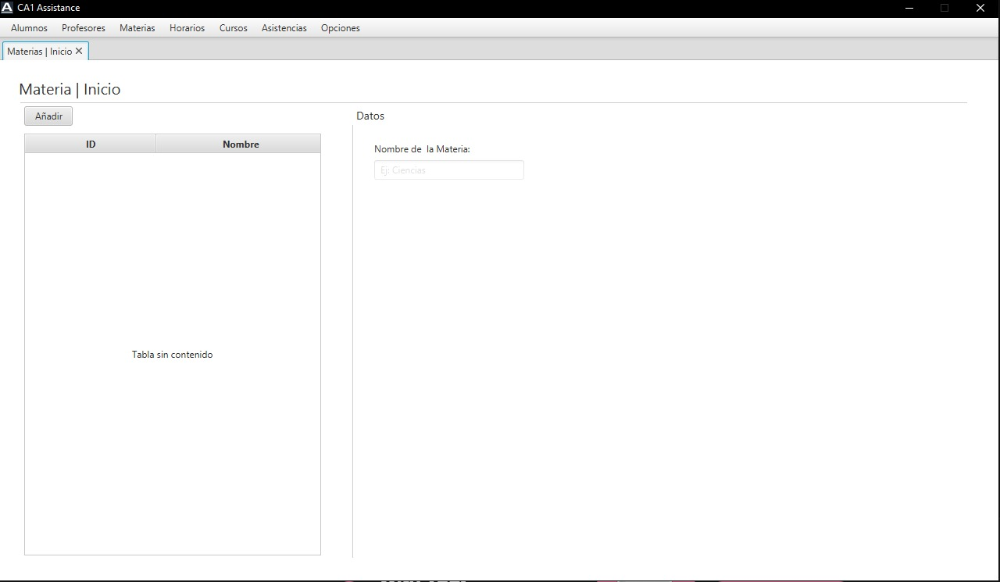 CA1 Assistance
Alumnos Profesores Materias Horarios Cursos Asistencias Opciones
Materias | Inicio
Materia | Inicio
Añadir
Datos
ID Nombre
Nombre de  la Materia:
Ej: Ciencias
Tabla sin contenido